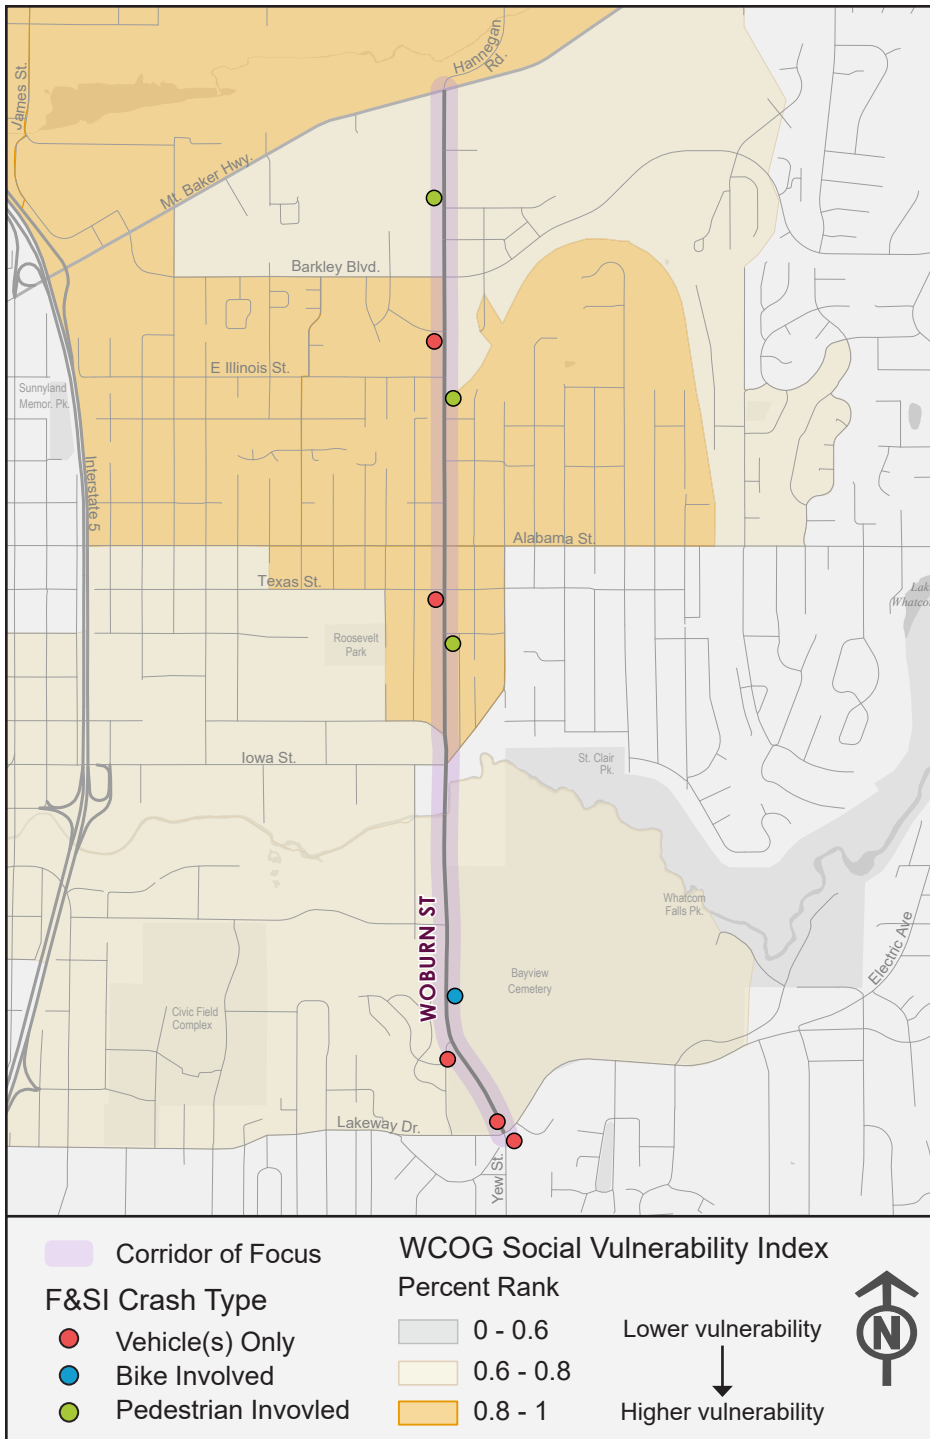 Hannegan
Rd.
James St.
Mt. Baker Hwy.
Barkley Blvd.
E Illinois St.
Sunnyland
Memor. Pk.
Interstate 5
Alabama St.
Texas St.
Lake
Whatcom
Roosevelt
Park
Iowa St.
St. Clair
Pk.
Whatcom
Falls Pk.
WOBURN ST
Electric Ave
Bayview
Cemetery
Civic Field
Complex
Lakeway Dr.
Yew St.
Corridor of Focus
F&SI Crash Type
Vehicle(s) Only
Bike Involved
Pedestrian Invovled
WCOG Social Vulnerability Index
Percent Rank
0 - 0.6
0.6 - 0.8
0.8 - 1
Lower vulnerability
Higher vulnerability
N